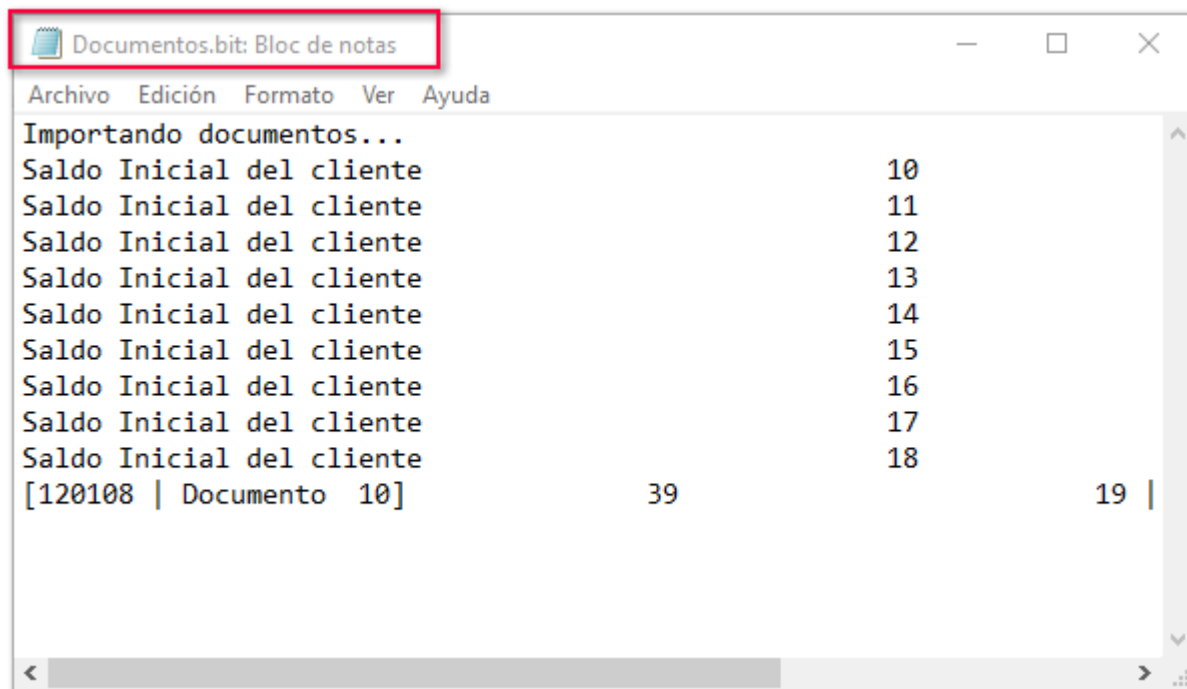 Documentos.bit: Bloc de notas
Archivo Edición Formato Ver Ayuda
Importando documentos...
Saldo Inicial del cliente 10
Saldo Inicial del cliente 11
Saldo Inicial del cliente 12
Saldo Inicial del cliente 13
Saldo Inicial del cliente 14
Saldo Inicial del cliente 15
Saldo Inicial del cliente 16
Saldo Inicial del cliente 17
Saldo Inicial del cliente 18
[120108 | Documento 10] 39 19 |